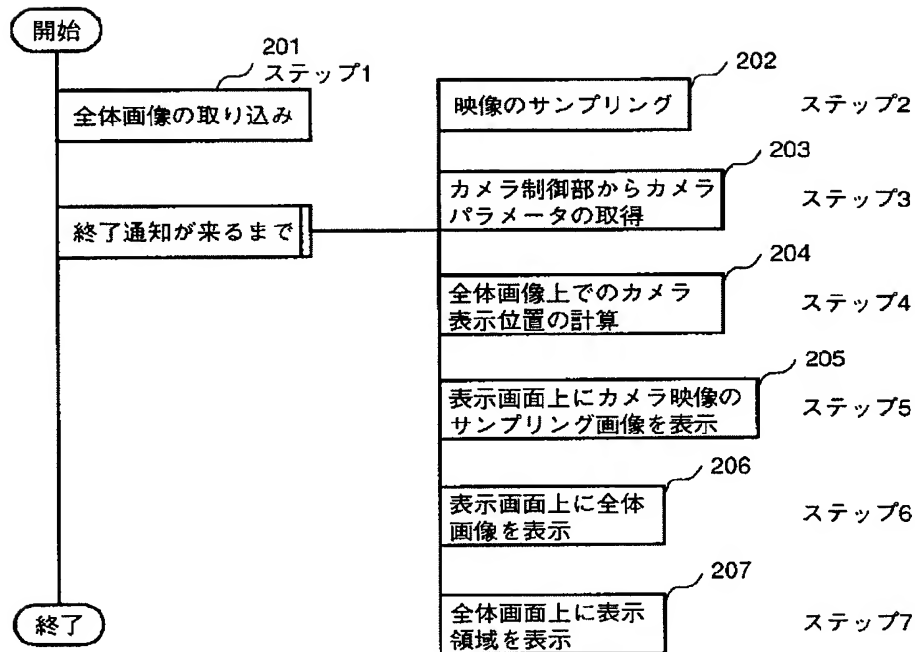 開始
201
ステップ1
全体画像の取り込み
終了通知が来るまで
終了
202
映像のサンプリング
ステップ2
203
カメラ制御部からカメラ
パラメータの取得
ステップ3
204
全体画像上でのカメラ
表示位置の計算
ステップ4
205
表示画面上にカメラ映像の
サンプリング画像を表示
ステップ5
206
表示画面上に全体
画像を表示
ステップ6
207
全体画面上に表示
領域を表示
ステップ7